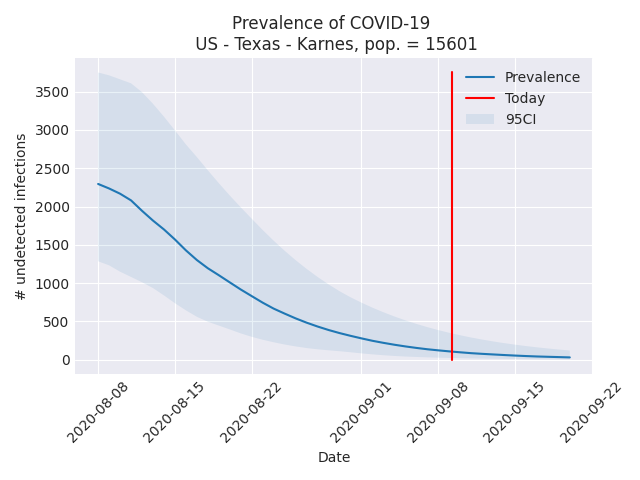 Prevalence of COVID-19
US - Texas - Karnes, pop. = 15601
Prevalence
Today
95CI
# undetected infections
3500
3000
2500
2000
1500
1000
500
0
2020-08-08
2020-08-15
2020-08-22
2020-09-01
2020-09-08
2020-09-15
2020-09-22
Date